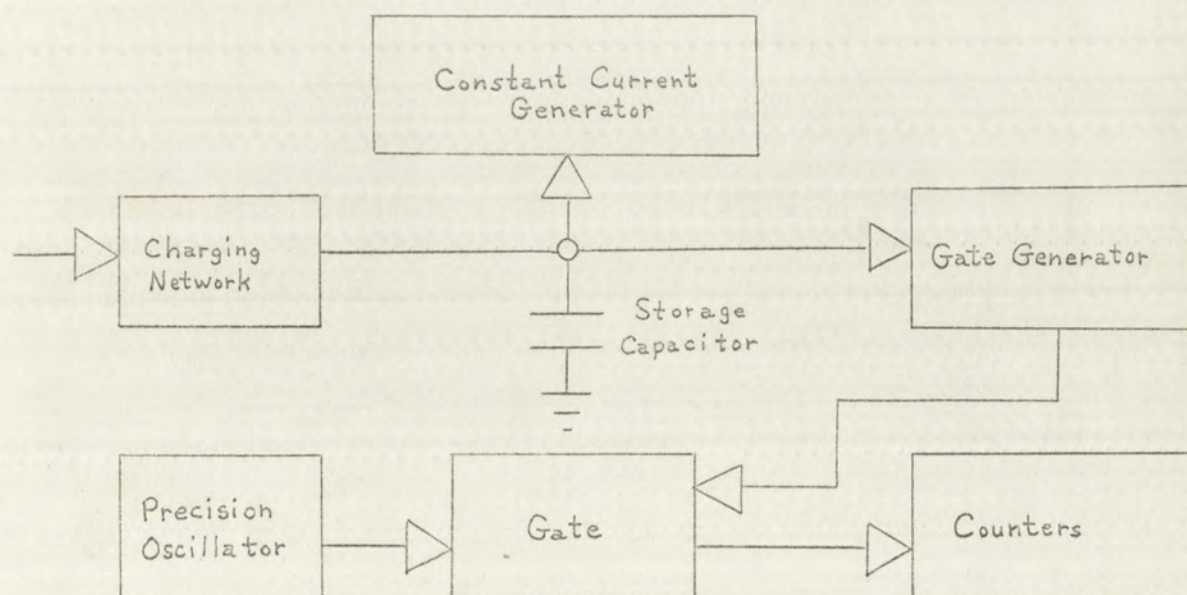 Constant Current
Generator
Charging
Network
Gate Generator
Storage
Capacitor
Precision
Oscillator
Gate
Counters